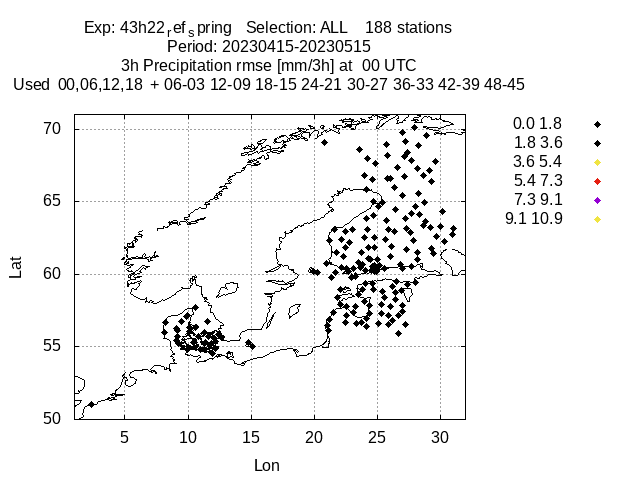 Exp: 43h22refspring   Selection: ALL    188 stations
Period: 20230415-20230515
3h Precipitation rmse [mm/3h] at  00 UTC
Used  00,06,12,18  + 06-03 12-09 18-15 24-21 30-27 36-33 42-39 48-45
0.0 1.8
1.8 3.6
3.6 5.4
5.4 7.3
7.3 9.1
9.1 10.9
Lat
70
65
60
55
50
5 10 15 20 25 30
Lon